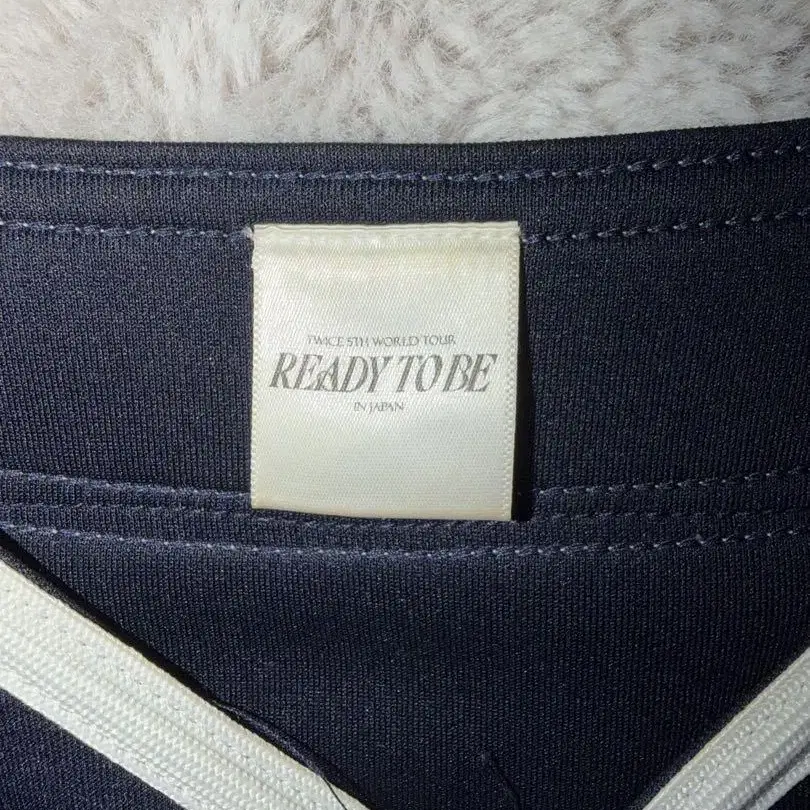 TWICE 5TH WORLD TOUR
READY TO BE
IN JAPAN